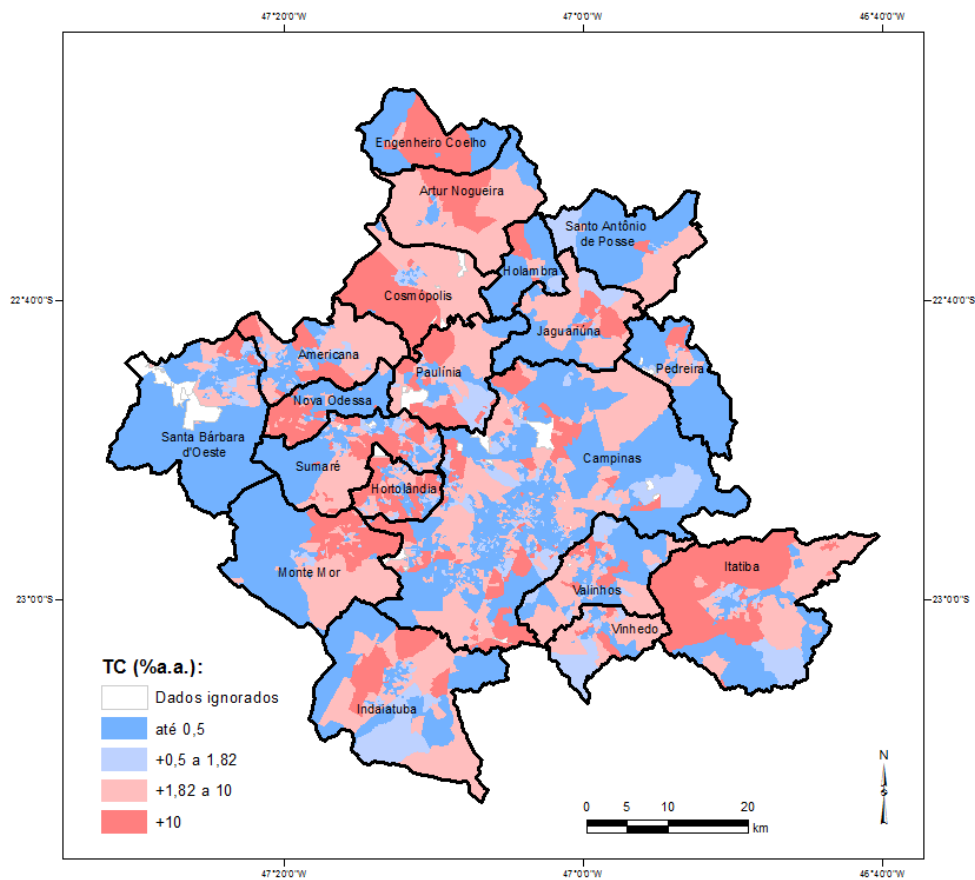 47°20'0"W 47°0'0"W 46°40'0"W
Engenheiro Coelho
Artur Nogueira
Santo Antônio
de Posse
Holambra
22°40'0"S 22°40'0"S
Cosmópolis
Jaguariúna
Americana
Paulínia
Pedreira
Nova Odessa
Santa Bárbara
d'Oeste
Campinas
Sumaré
Hortolândia
Monte Mor
Itatiba
Valinhos
23°0'0"S 23°0'0"S
Vinhedo
Indaiatuba
TC (%a.a.):
Dados ignorados
até 0,5
+0,5 a 1,82
+1,82 a 10
+10
N
S
0 5 10 20
km
47°20'0"W 47°0'0"W 46°40'0"W